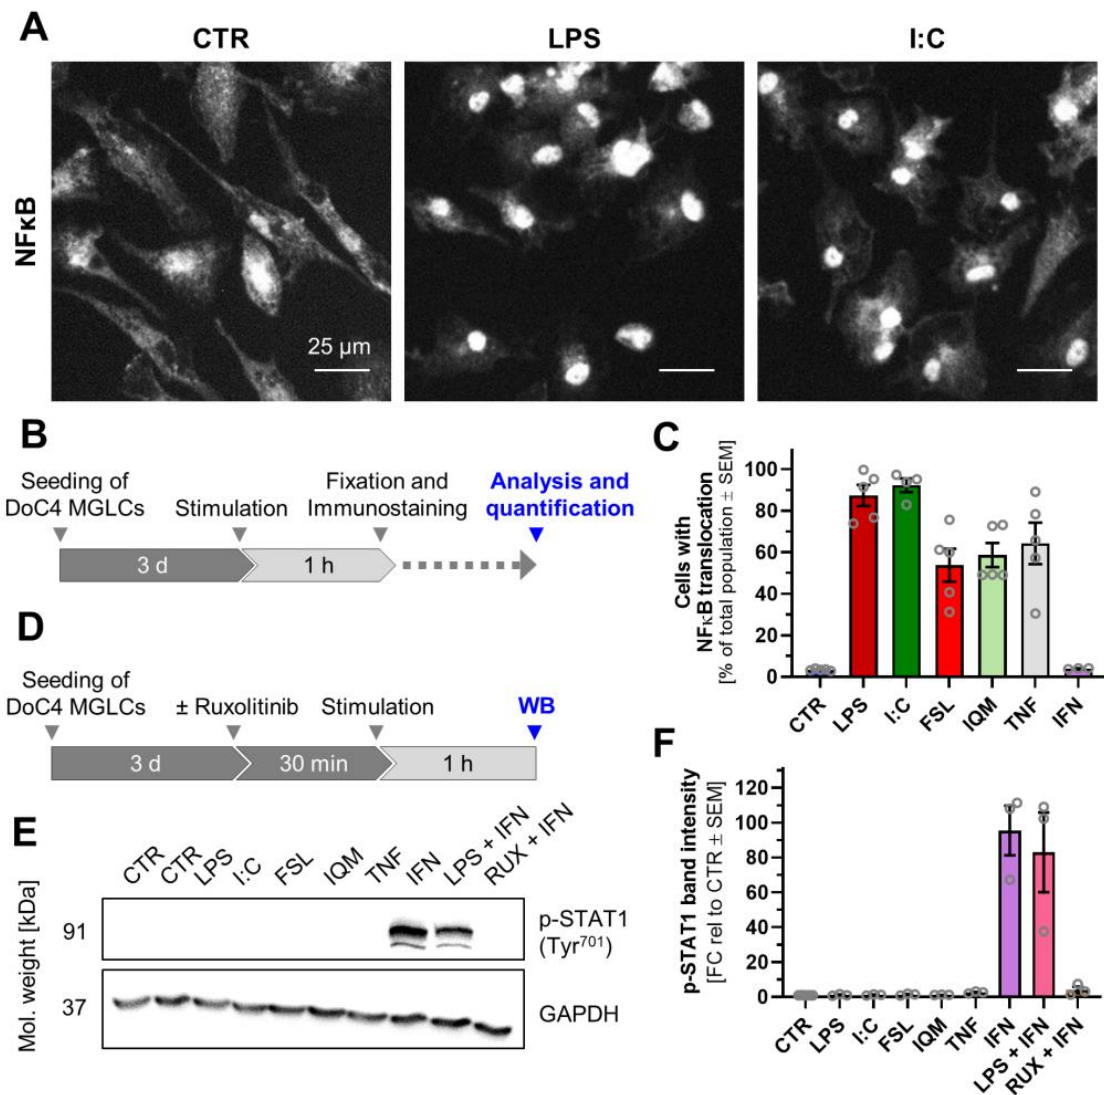 A
CTR
LPS
I:C
NFκB
25 µm
B
Seeding of
DoC4 MGLCs
Stimulation
Fixation and
Immunostaining
Analysis and
quantification
3 d
1 h
C
Cells with
NFκB translocation
[% of total population ± SEM]
100
80
60
40
20
0
CTR
LPS
I:C
FSL
IQM
TNF
IFN
D
Seeding of
DoC4 MGLCs
± Ruxolitinib
Stimulation
WB
3 d
30 min
1 h
E
CTR
CTR
LPS
I:C
FSL
IQM
TNF
IFN
LPS + IFN
RUX + IFN
Mol. weight [kDa]
91
37
p-STAT1
(Tyr⁷⁰¹)
GAPDH
F
p-STAT1 band intensity
[FC rel to CTR ± SEM]
120
100
80
60
40
20
0
CTR
LPS
I:C
FSL
IQM
TNF
IFN
LPS + IFN
RUX + IFN